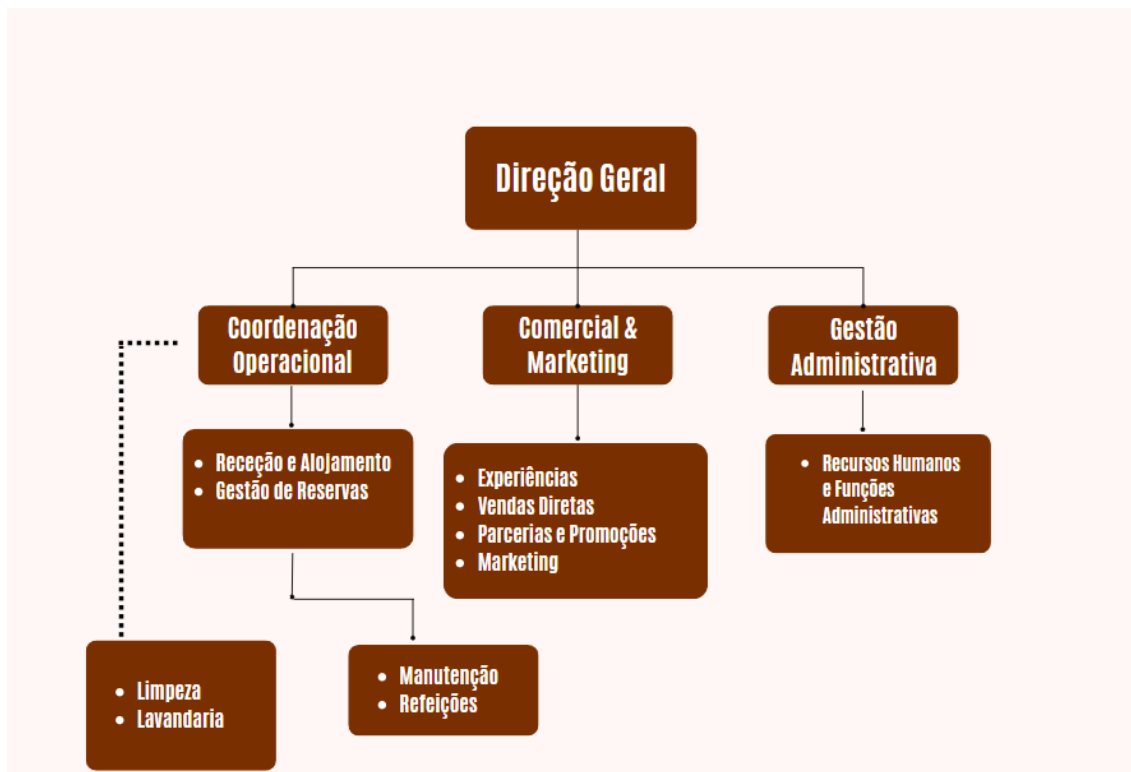 Direção Geral
Coordenação
Operacional
Comercial &
Marketing
Gestão
Administrativa
• Receção e Alojamento
• Gestão de Reservas
• Experiências
• Vendas Diretas
• Parcerias e Promoções
• Marketing
• Recursos Humanos
e Funções
Administrativas
• Limpeza
• Lavandaria
• Manutenção
• Refeições